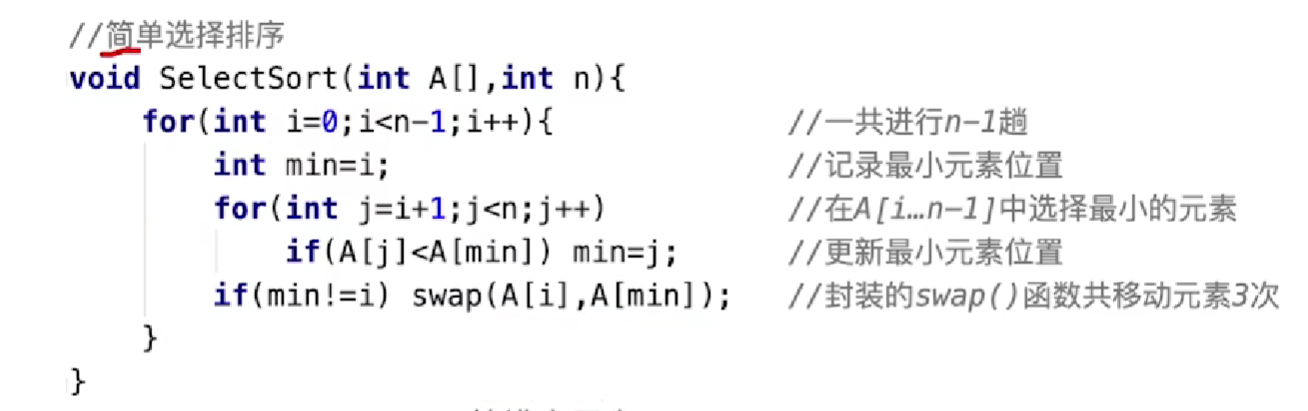 //简单选择排序
void SelectSort(int A[],int n){
    for(int i=0;i<n-1;i++){             //一共进行n-1趟
        int min=i;                      //记录最小元素位置
        for(int j=i+1;j<n;j++)          //在A[i…n-1]中选择最小的元素
            if(A[j]<A[min]) min=j;      //更新最小元素位置
        if(min!=i) swap(A[i],A[min]);   //封装的swap()函数共移动元素3次
    }
}